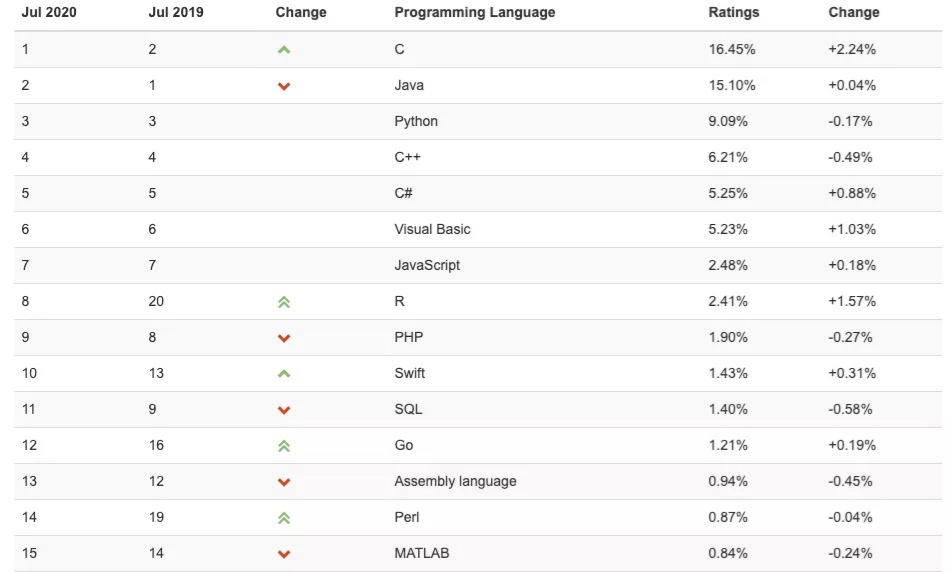 Jul 2020 Jul 2019 Change Programming Language Ratings Change
1 2 C 16.45% +2.24%
2 1 Java 15.10% +0.04%
3 3 Python 9.09% -0.17%
4 4 C++ 6.21% -0.49%
5 5 C# 5.25% +0.88%
6 6 Visual Basic 5.23% +1.03%
7 7 JavaScript 2.48% +0.18%
8 20 R 2.41% +1.57%
9 8 PHP 1.90% -0.27%
10 13 Swift 1.43% +0.31%
11 9 SQL 1.40% -0.58%
12 16 Go 1.21% +0.19%
13 12 Assembly language 0.94% -0.45%
14 19 Perl 0.87% -0.04%
15 14 MATLAB 0.84% -0.24%